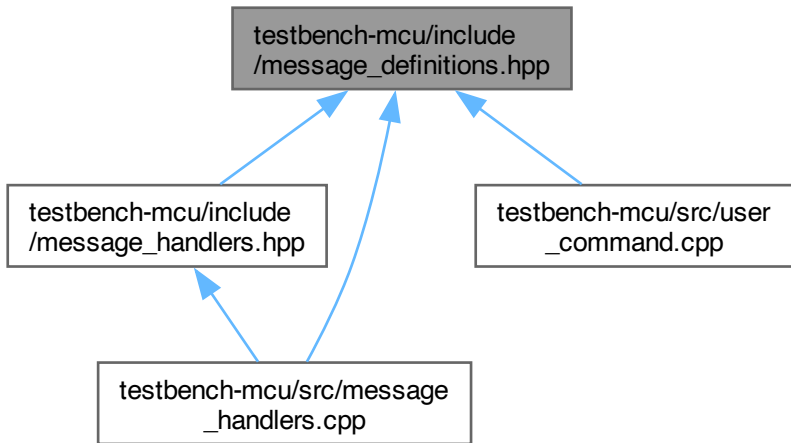 testbench-mcu/include
/message_definitions.hpp
testbench-mcu/include
/message_handlers.hpp
testbench-mcu/src/user
_command.cpp
testbench-mcu/src/message
_handlers.cpp